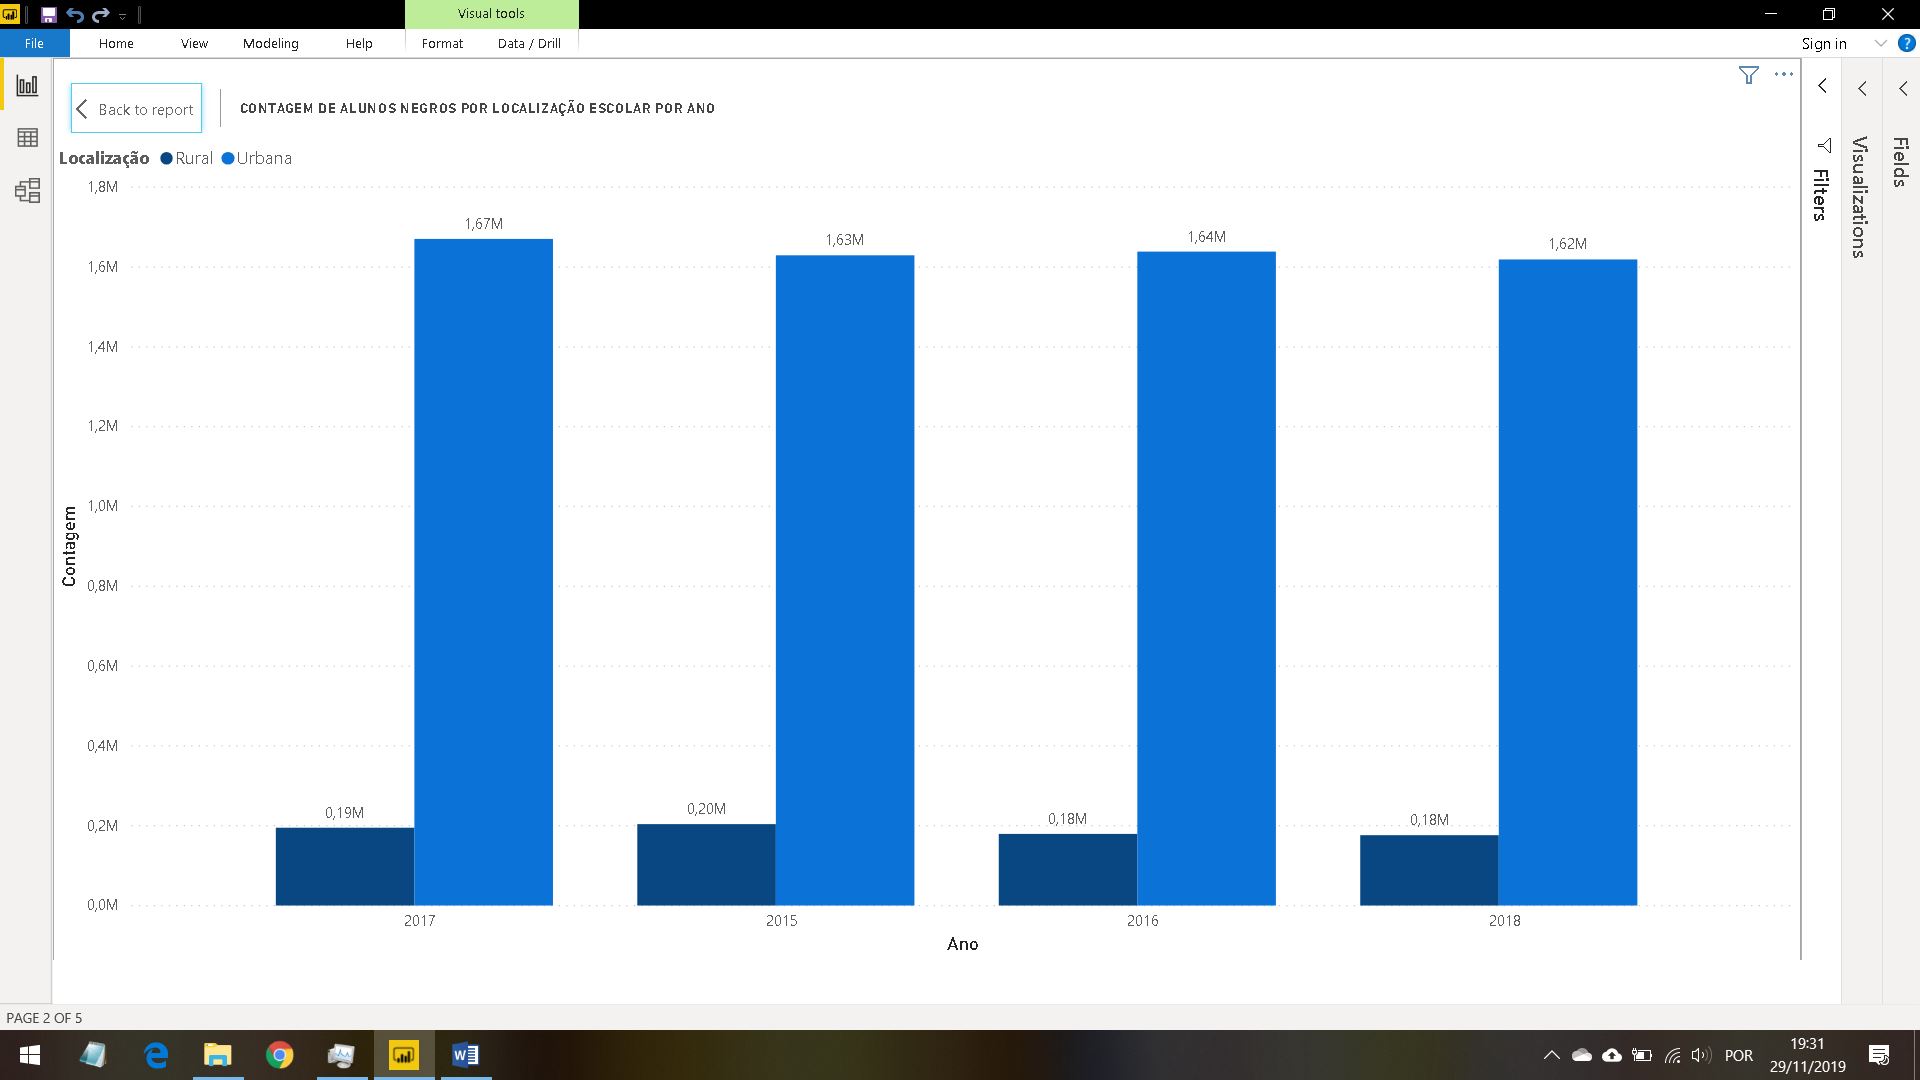 Visual tools
File Home View Modeling Help Format Data / Drill Sign in ?
Back to report
CONTAGEM DE ALUNOS NEGROS POR LOCALIZAÇÃO ESCOLAR POR ANO
Localização Rural Urbana
1,8M
1,6M
1,4M
1,2M
1,0M
0,8M
0,6M
0,4M
0,2M
0,0M
Contagem
0,19M
1,67M
0,20M
1,63M
0,18M
1,64M
0,18M
1,62M
2017 2015 2016 2018
Ano
Filters
Visualizations
Fields
PAGE 2 OF 5
POR
19:31
29/11/2019